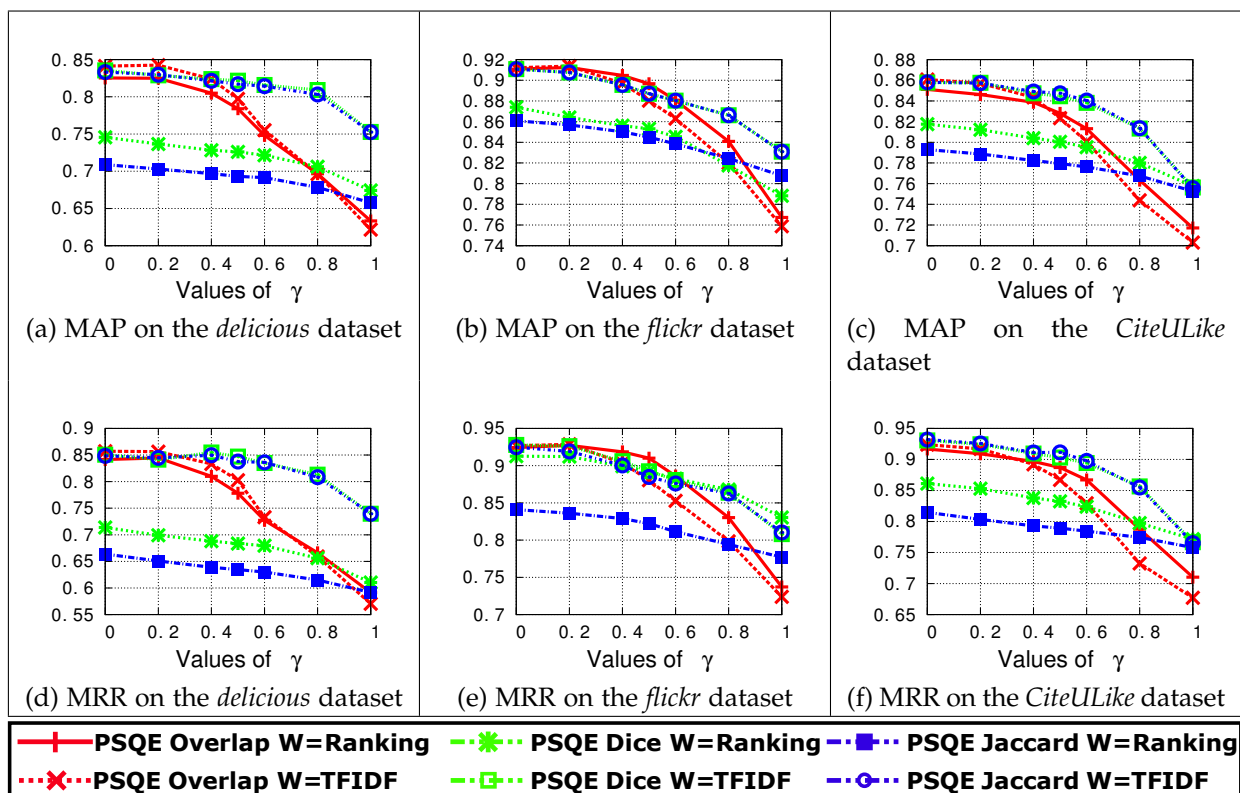 0.85
0.8
0.75
0.7
0.65
0.6
0 0.2 0.4 0.6 0.8 1
Values of γ
(a) MAP on the delicious dataset
0.92
0.9
0.88
0.86
0.84
0.82
0.8
0.78
0.76
0.74
0 0.2 0.4 0.6 0.8 1
Values of γ
(b) MAP on the flickr dataset
0.88
0.86
0.84
0.82
0.8
0.78
0.76
0.74
0.72
0.7
0 0.2 0.4 0.6 0.8 1
Values of γ
(c) MAP on the CiteULike
dataset
0.9
0.85
0.8
0.75
0.7
0.65
0.6
0.55
0 0.2 0.4 0.6 0.8 1
Values of γ
(d) MRR on the delicious dataset
0.95
0.9
0.85
0.8
0.75
0.7
0 0.2 0.4 0.6 0.8 1
Values of γ
(e) MRR on the flickr dataset
0.95
0.9
0.85
0.8
0.75
0.7
0.65
0 0.2 0.4 0.6 0.8 1
Values of γ
(f) MRR on the CiteULike dataset
PSQE Overlap W=Ranking
PSQE Dice W=Ranking
PSQE Jaccard W=Ranking
PSQE Overlap W=TFIDF
PSQE Dice W=TFIDF
PSQE Jaccard W=TFIDF